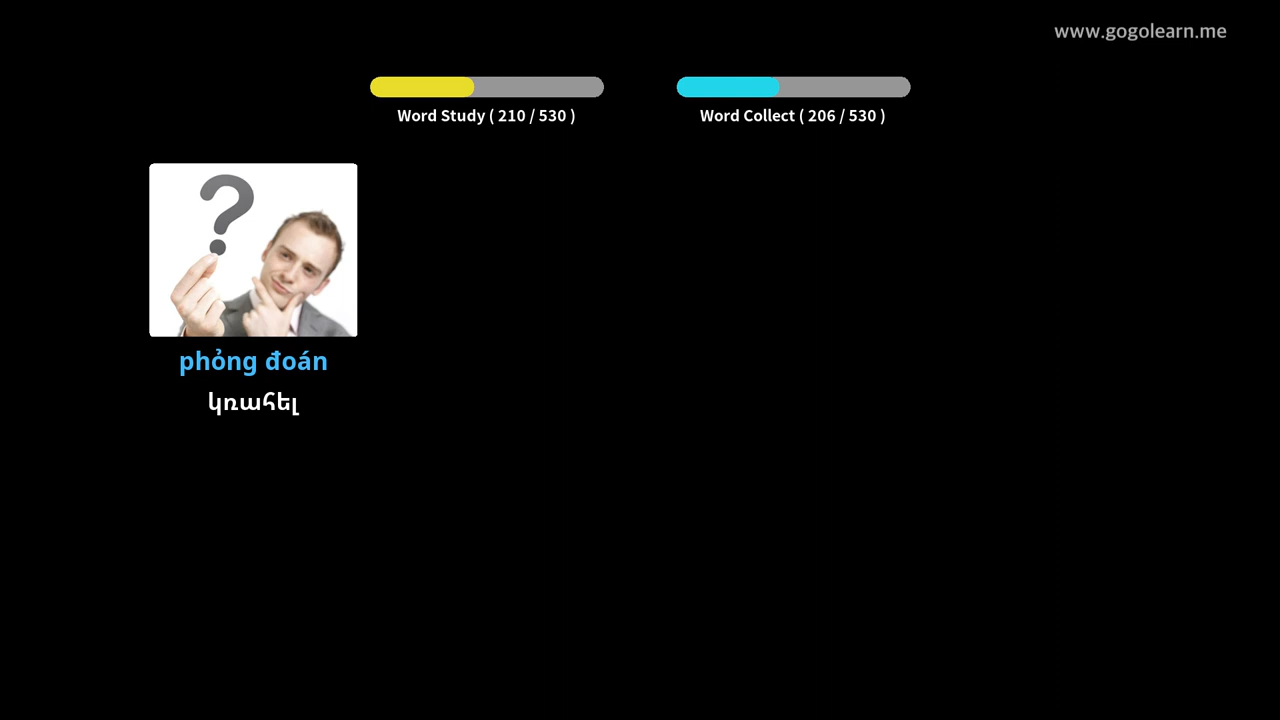 www.gogolearn.me
Word Study ( 210 / 530 )
Word Collect ( 206 / 530 )
phỏng đoán
կռահել